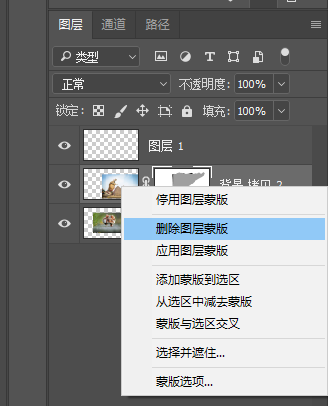 图层 通道 路径
类型
正常 不透明度: 100%
锁定: 填充: 100%
图层 1
背景 拷贝 2
停用图层蒙版
删除图层蒙版
应用图层蒙版
添加蒙版到选区
从选区中减去蒙版
蒙版与选区交叉
选择并遮住...
蒙版选项...